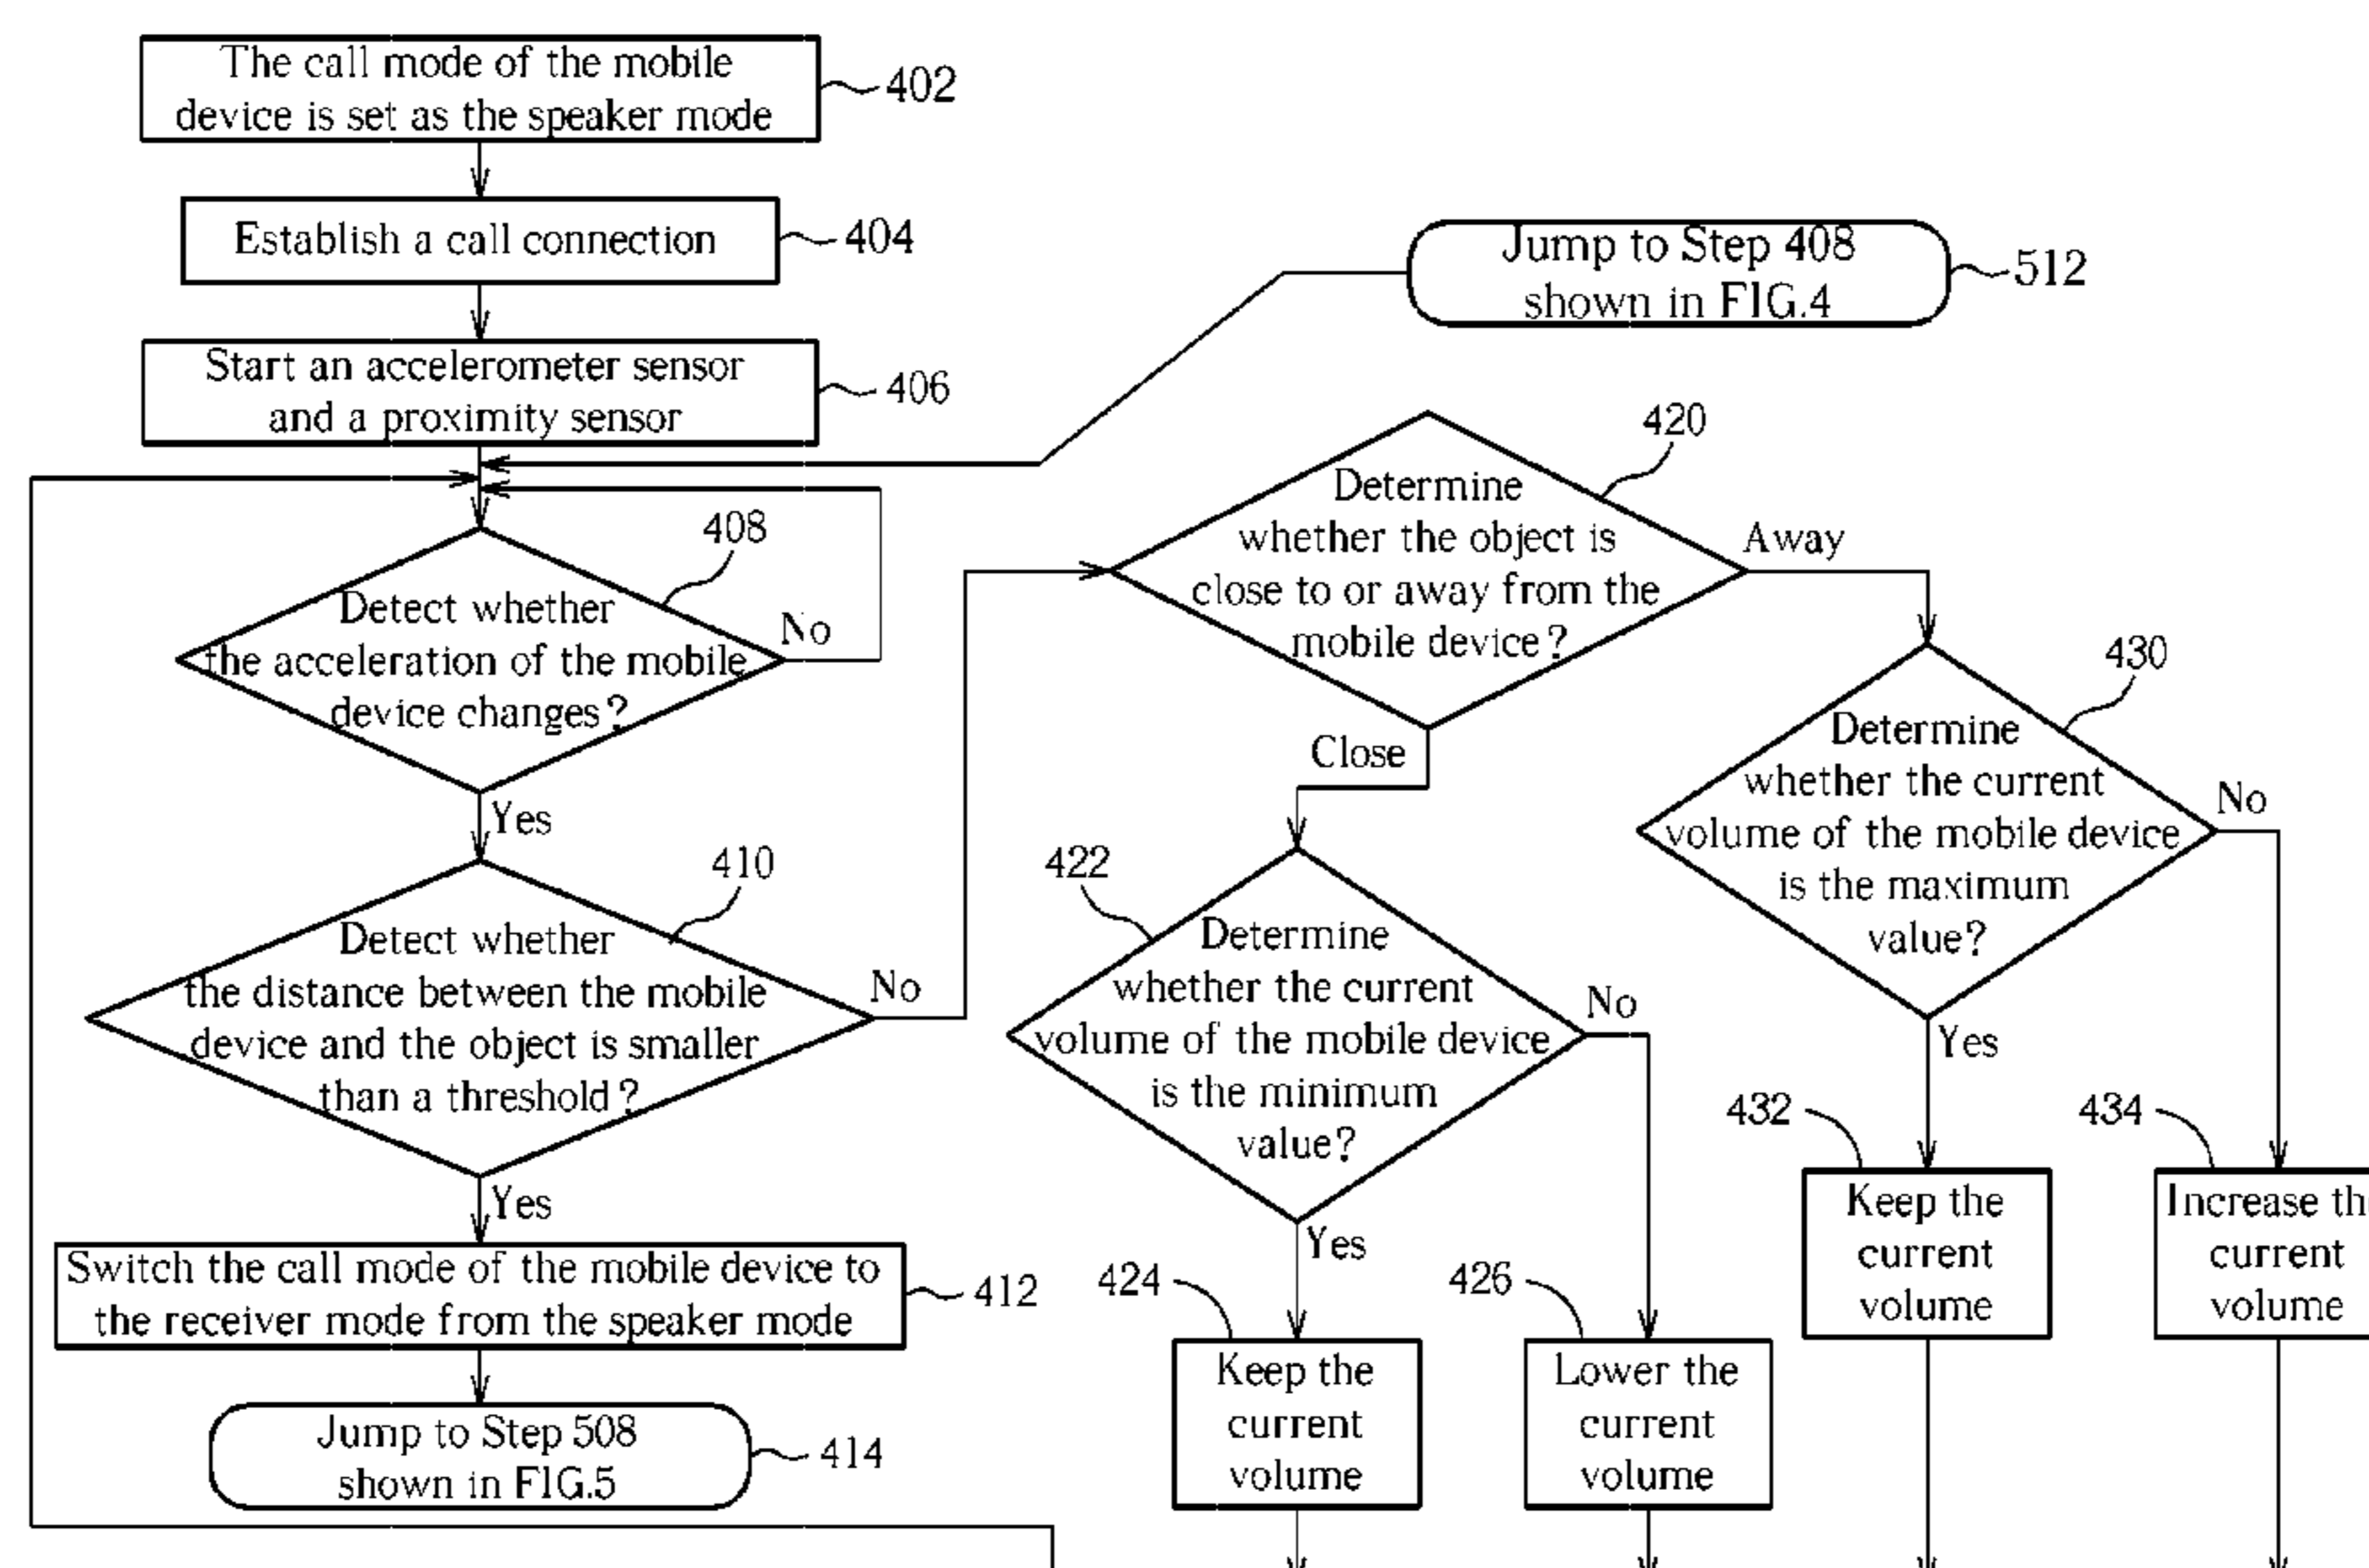 The call mode of the mobile
device is set as the speaker mode
402
Establish a call connection
404
Start an accelerometer sensor
and a proximity sensor
406
Jump to Step 408
shown in FIG.4
512
408
Detect whether
the acceleration of the mobile
device changes?
No
Yes
410
Detect whether
the distance between the mobile
device and the object is smaller
than a threshold?
No
Yes
Switch the call mode of the mobile device to
the receiver mode from the speaker mode
412
Jump to Step 508
shown in FIG.5
414
420
Determine
whether the object is
close to or away from the
mobile device?
Away
Close
422
Determine
whether the current
volume of the mobile device
is the minimum
value?
No
Yes
424
Keep the
current
volume
426
Lower the
current
volume
430
Determine
whether the current
volume of the mobile device
is the maximum
value?
No
Yes
432
Keep the
current
volume
434
Increase the
current
volume